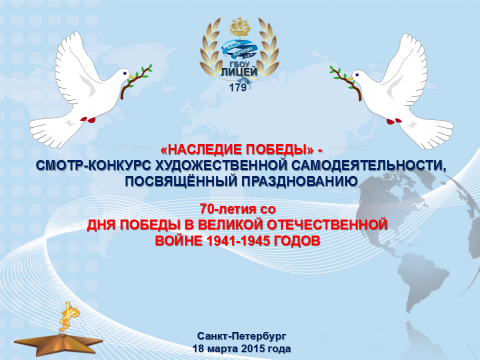 ГБОУ
ЛИЦЕЙ
179
«НАСЛЕДИЕ ПОБЕДЫ» -
СМОТР-КОНКУРС ХУДОЖЕСТВЕННОЙ САМОДЕЯТЕЛЬНОСТИ,
ПОСВЯЩЁННЫЙ ПРАЗДНОВАНИЮ
70-летия со
ДНЯ ПОБЕДЫ В ВЕЛИКОЙ ОТЕЧЕСТВЕННОЙ
ВОЙНЕ 1941-1945 ГОДОВ
Санкт-Петербург
18 марта 2015 года